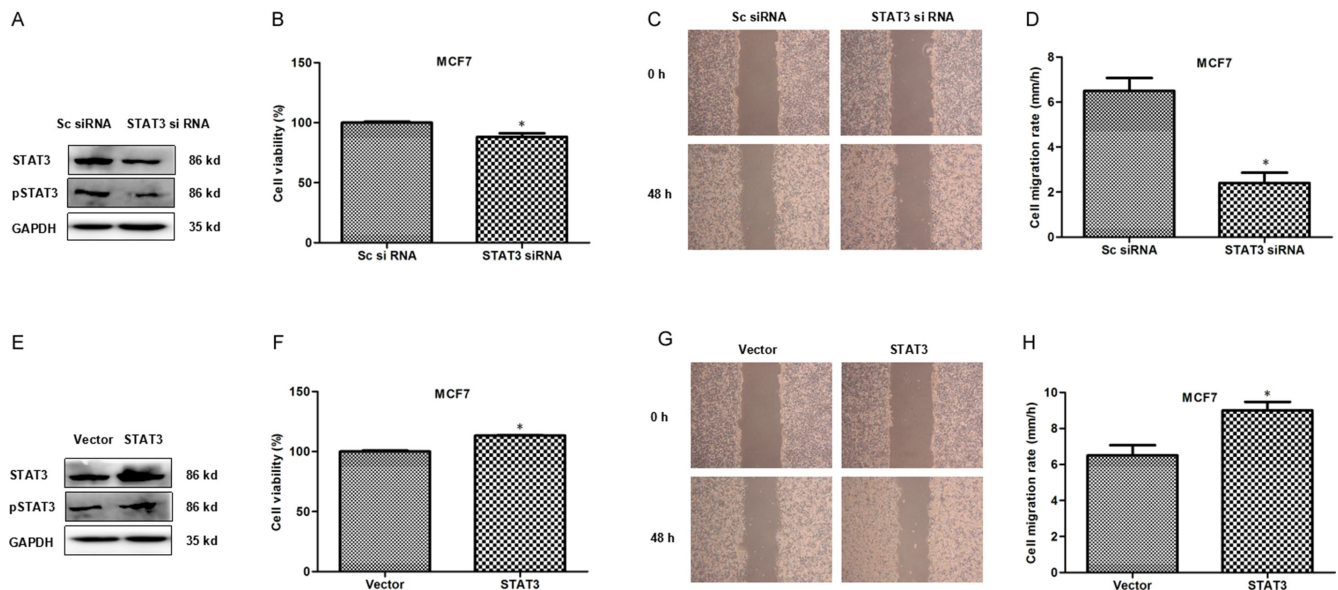 A
Sc siRNA STAT3 si RNA
STAT3 86 kd
pSTAT3 86 kd
GAPDH 35 kd
B
MCF7
Cell viability (%)
150
100
50
0
*
Sc si RNA STAT3 siRNA
C
Sc siRNA STAT3 si RNA
0 h
48 h
D
MCF7
Cell migration rate (mm/h)
8
6
4
2
0
*
Sc siRNA STAT3 siRNA
E
Vector STAT3
STAT3 86 kd
pSTAT3 86 kd
GAPDH 35 kd
F
MCF7
Cell viability (%)
150
100
50
0
*
Vector STAT3
G
Vector STAT3
0 h
48 h
H
MCF7
Cell migration rate (mm/h)
10
8
6
4
2
0
*
Vector STAT3